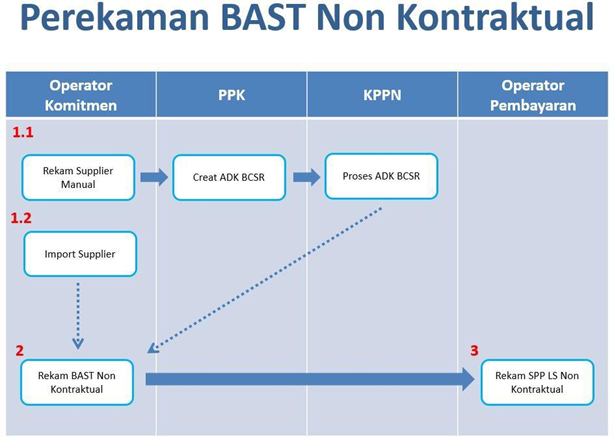 Perekaman BAST Non Kontraktual
Operator
Komitmen
PPK
KPPN
Operator
Pembayaran
1.1
Rekam Supplier
Manual
Creat ADK BCSR
Proses ADK BCSR
1.2
Import Supplier
2
Rekam BAST Non
Kontraktual
3
Rekam SPP LS Non
Kontraktual